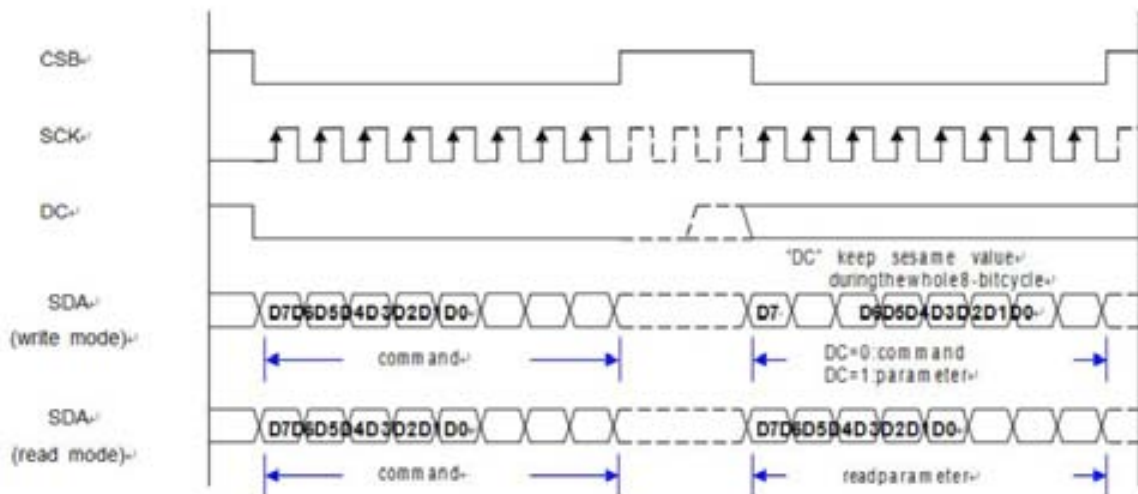 CSB
SCK
DC
"DC" keep sesame value
duringthewhole8-bitcycle
SDA
(write mode)
D7D6D5D4D3D2D1D0
D7 D6D5D4D3D2D1D0
command
DC=0:command
DC=1:parameter
SDA
(read mode)
D7D6D5D4D3D2D1D0
D7D6D5D4D3D2D1D0
command
readparameter